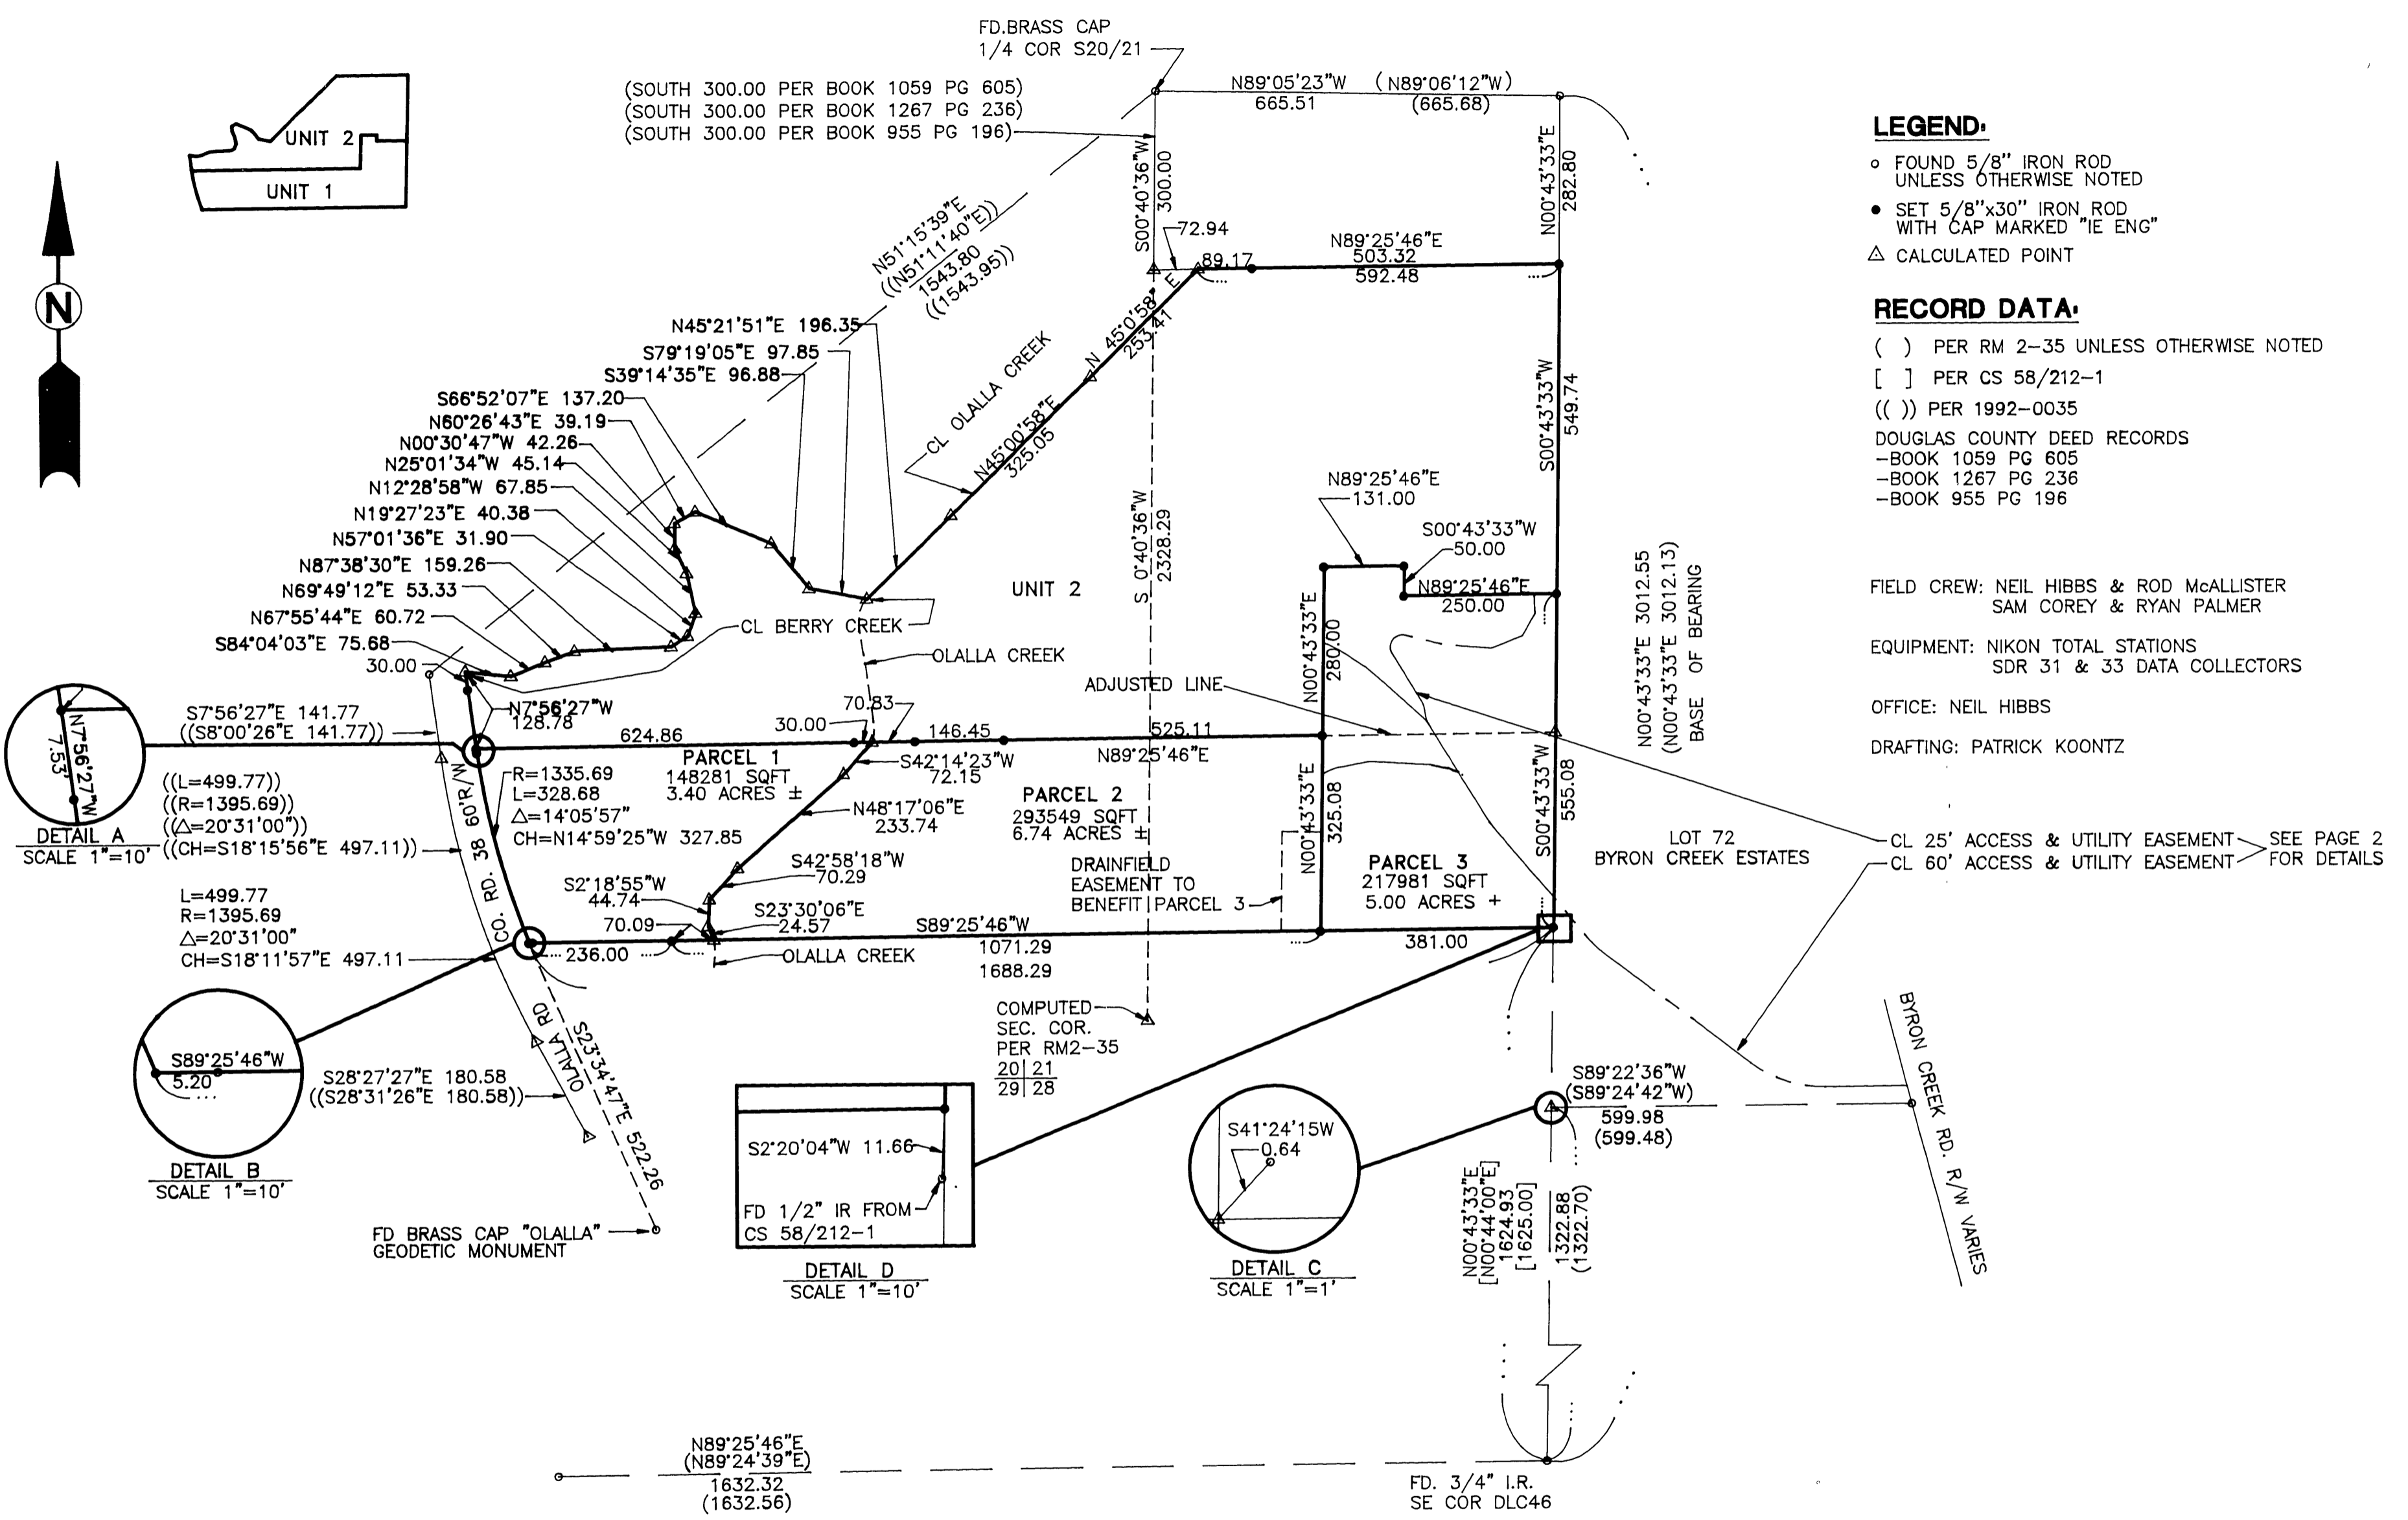 FD.BRASS CAP
1/4 COR S20/21
(SOUTH 300.00 PER BOOK 1059 PG 605)
(SOUTH 300.00 PER BOOK 1267 PG 236)
(SOUTH 300.00 PER BOOK 955 PG 196)
N89°05'23"W (N89°06'12"W)
665.51 (665.68)
UNIT 2
UNIT 1
N
S00°40'36"W
300.00
N00°43'33"E
282.80
72.94
89.17
N89°25'46"E
503.32
592.48
N51°15'39"E
((N51°11'40"E))
1543.80
((1543.95))
N 45°0'58" E
253.41
CL OLALLA CREEK
N45°00'58"E
325.05
N45°21'51"E 196.35
S79°19'05"E 97.85
S39°14'35"E 96.88
S66°52'07"E 137.20
N60°26'43"E 39.19
N00°30'47"W 42.26
N25°01'34"W 45.14
N12°28'58"W 67.85
N19°27'23"E 40.38
N57°01'36"E 31.90
N87°38'30"E 159.26
N69°49'12"E 53.33
N67°55'44"E 60.72
S84°04'03"E 75.68
30.00
CL BERRY CREEK
OLALLA CREEK
UNIT 2
S 0°40'36"W
2328.29
S00°43'33"W
549.74
N89°25'46"E
131.00
S00°43'33"W
50.00
N89°25'46"E
250.00
N00°43'33"E
280.00
ADJUSTED LINE
N00°43'33"E 3012.55
(N00°43'33"E 3012.13)
BASE OF BEARING
LEGEND:
FOUND 5/8" IRON ROD
UNLESS OTHERWISE NOTED
SET 5/8"x30" IRON ROD
WITH CAP MARKED "IE ENG"
CALCULATED POINT
RECORD DATA:
( ) PER RM 2-35 UNLESS OTHERWISE NOTED
[ ] PER CS 58/212-1
(( )) PER 1992-0035
DOUGLAS COUNTY DEED RECORDS
-BOOK 1059 PG 605
-BOOK 1267 PG 236
-BOOK 955 PG 196
FIELD CREW: NEIL HIBBS & ROD McALLISTER
SAM COREY & RYAN PALMER
EQUIPMENT: NIKON TOTAL STATIONS
SDR 31 & 33 DATA COLLECTORS
OFFICE: NEIL HIBBS
DRAFTING: PATRICK KOONTZ
N7°56'27"W
7.53'
DETAIL A
SCALE 1"=10'
S7°56'27"E 141.77
((S8°00'26"E 141.77))
N7°56'27"W
128.78
624.86
30.00
70.83
146.45
525.11
N89°25'46"E
PARCEL 1
148281 SQFT
3.40 ACRES ±
R=1335.69
L=328.68
△=14°05'57"
CH=N14°59'25"W 327.85
((L=499.77))
((R=1395.69))
((△=20°31'00"))
((CH=S18°15'56"E 497.11))
CO. RD. 38 60'R/W
S42°14'23"W
72.15
N48°17'06"E
233.74
S42°58'18"W
70.29
S2°18'55"W
44.74
70.09
S23°30'06"E
24.57
236.00
OLALLA CREEK
PARCEL 2
293549 SQFT
6.74 ACRES ±
DRAINFIELD
EASEMENT TO
BENEFIT PARCEL 3
N00°43'33"E
325.08
PARCEL 3
217981 SQFT
5.00 ACRES +
S00°43'33"W
555.08
LOT 72
BYRON CREEK ESTATES
CL 25' ACCESS & UTILITY EASEMENT
CL 60' ACCESS & UTILITY EASEMENT
SEE PAGE 2
FOR DETAILS
S89°25'46"W
1071.29
1688.29
381.00
L=499.77
R=1395.69
△=20°31'00"
CH=S18°11'57"E 497.11
S89°25'46"W
5.20
DETAIL B
SCALE 1"=10'
OLALLA RD
S23°34'47"E 522.26
S28°27'27"E 180.58
((S28°31'26"E 180.58))
FD BRASS CAP "OLALLA"
GEODETIC MONUMENT
COMPUTED
SEC. COR.
PER RM2-35
20 21
29 28
S2°20'04"W 11.66
FD 1/2" IR FROM
CS 58/212-1
DETAIL D
SCALE 1"=10'
S41°24'15W
0.64
DETAIL C
SCALE 1"=1'
S89°22'36"W
(S89°24'42"W)
599.98
(599.48)
BYRON CREEK RD. R/W VARIES
N00°43'33"E
[N00°44'00"E]
1624.93
[1625.00]
1322.88
(1322.70)
N89°25'46"E
(N89°24'39"E)
1632.32
(1632.56)
FD. 3/4" I.R.
SE COR DLC46